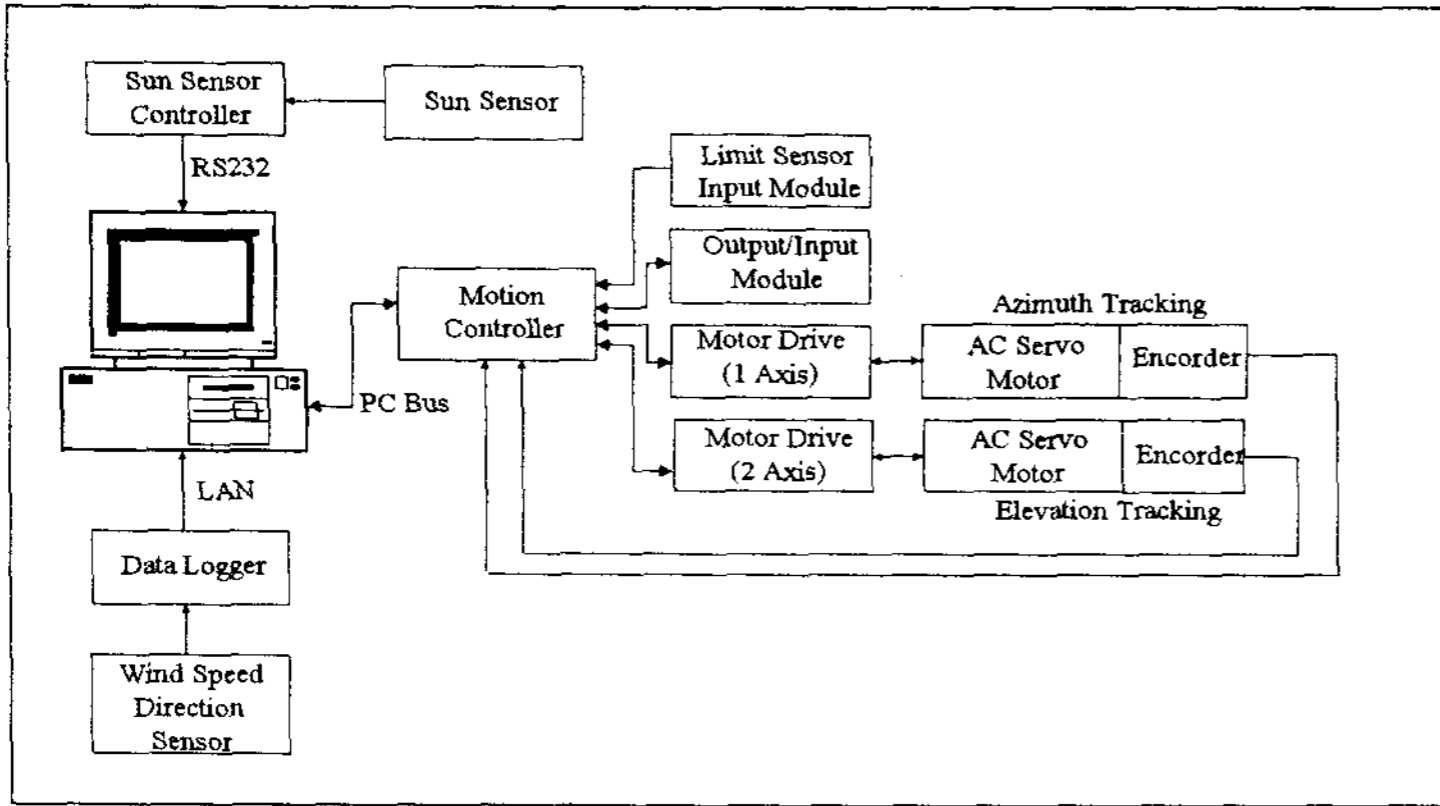 Sun Sensor
Controller
Sun Sensor
RS232
Limit Sensor
Input Module
Output/Input
Module
Motion
Controller
Azimuth Tracking
Motor Drive
(1 Axis)
AC Servo
Motor
Encorder
PC Bus
Motor Drive
(2 Axis)
AC Servo
Motor
Encorder
Elevation Tracking
LAN
Data Logger
Wind Speed
Direction
Sensor